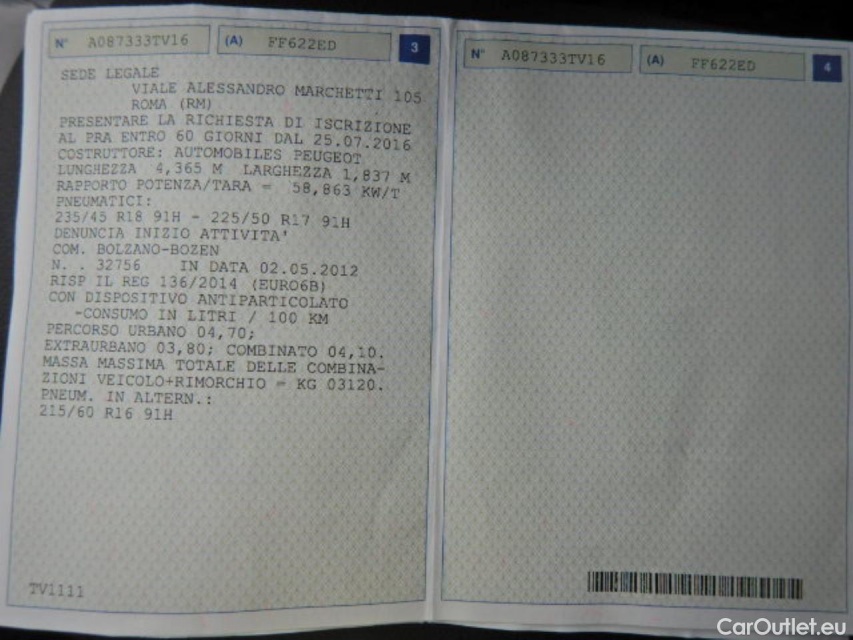 N° A087333TV16 (A) FF622ED 3
SEDE LEGALE
VIALE ALESSANDRO MARCHETTI 105
ROMA (RM)
PRESENTARE LA RICHIESTA DI ISCRIZIONE
AL PRA ENTRO 60 GIORNI DAL 25.07.2016
COSTRUTTORE: AUTOMOBILES PEUGEOT
LUNGHEZZA 4,365 M LARGHEZZA 1,837 M
RAPPORTO POTENZA/TARA = 58,863 KW/T
PNEUMATICI:
235/45 R18 91H - 225/50 R17 91H
DENUNCIA INIZIO ATTIVITA'
COM. BOLZANO-BOZEN
N. . 32756 IN DATA 02.05.2012
RISP IL REG 136/2014 (EURO6B)
CON DISPOSITIVO ANTIPARTICOLATO
-CONSUMO IN LITRI / 100 KM
PERCORSO URBANO 04,70;
EXTRAURBANO 03,80; COMBINATO 04,10.
MASSA MASSIMA TOTALE DELLE COMBINA-
ZIONI VEICOLO+RIMORCHIO = KG 03120.
PNEUM. IN ALTERN.:
215/60 R16 91H
TV1111
N° A087333TV16 (A) FF622ED 4
CarOutlet.eu